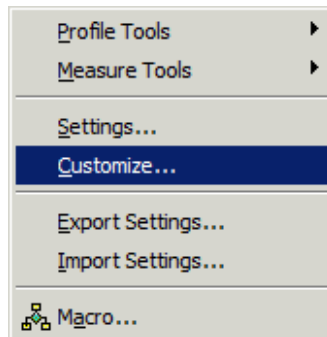 Profile Tools
Measure Tools
Settings...
Customize...
Export Settings...
Import Settings...
Macro...